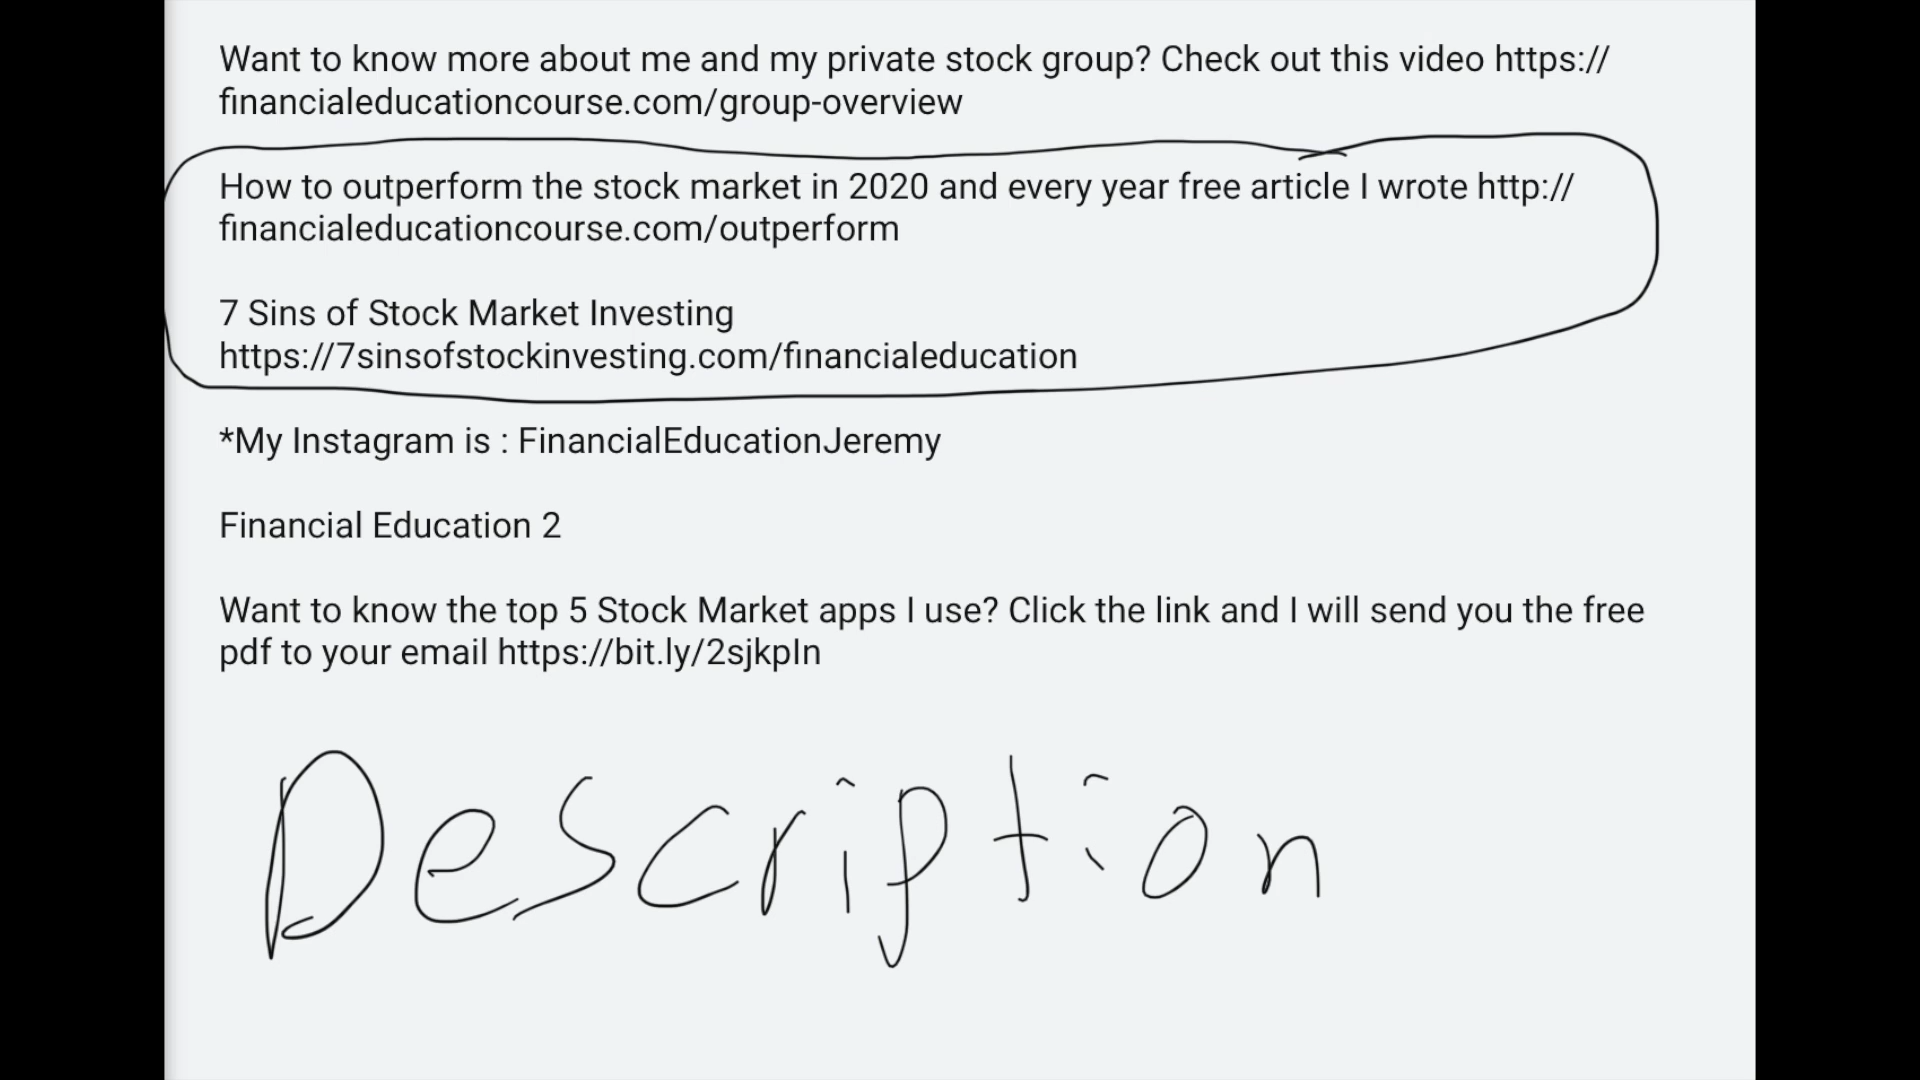 Want to know more about me and my private stock group? Check out this video https://
financialeducationcourse.com/group-overview
How to outperform the stock market in 2020 and every year free article I wrote http://
financialeducationcourse.com/outperform
7 Sins of Stock Market Investing
https://7sinsofstockinvesting.com/financialeducation
*My Instagram is : FinancialEducationJeremy
Financial Education 2
Want to know the top 5 Stock Market apps I use? Click the link and I will send you the free
pdf to your email https://bit.ly/2sjkpIn
Description